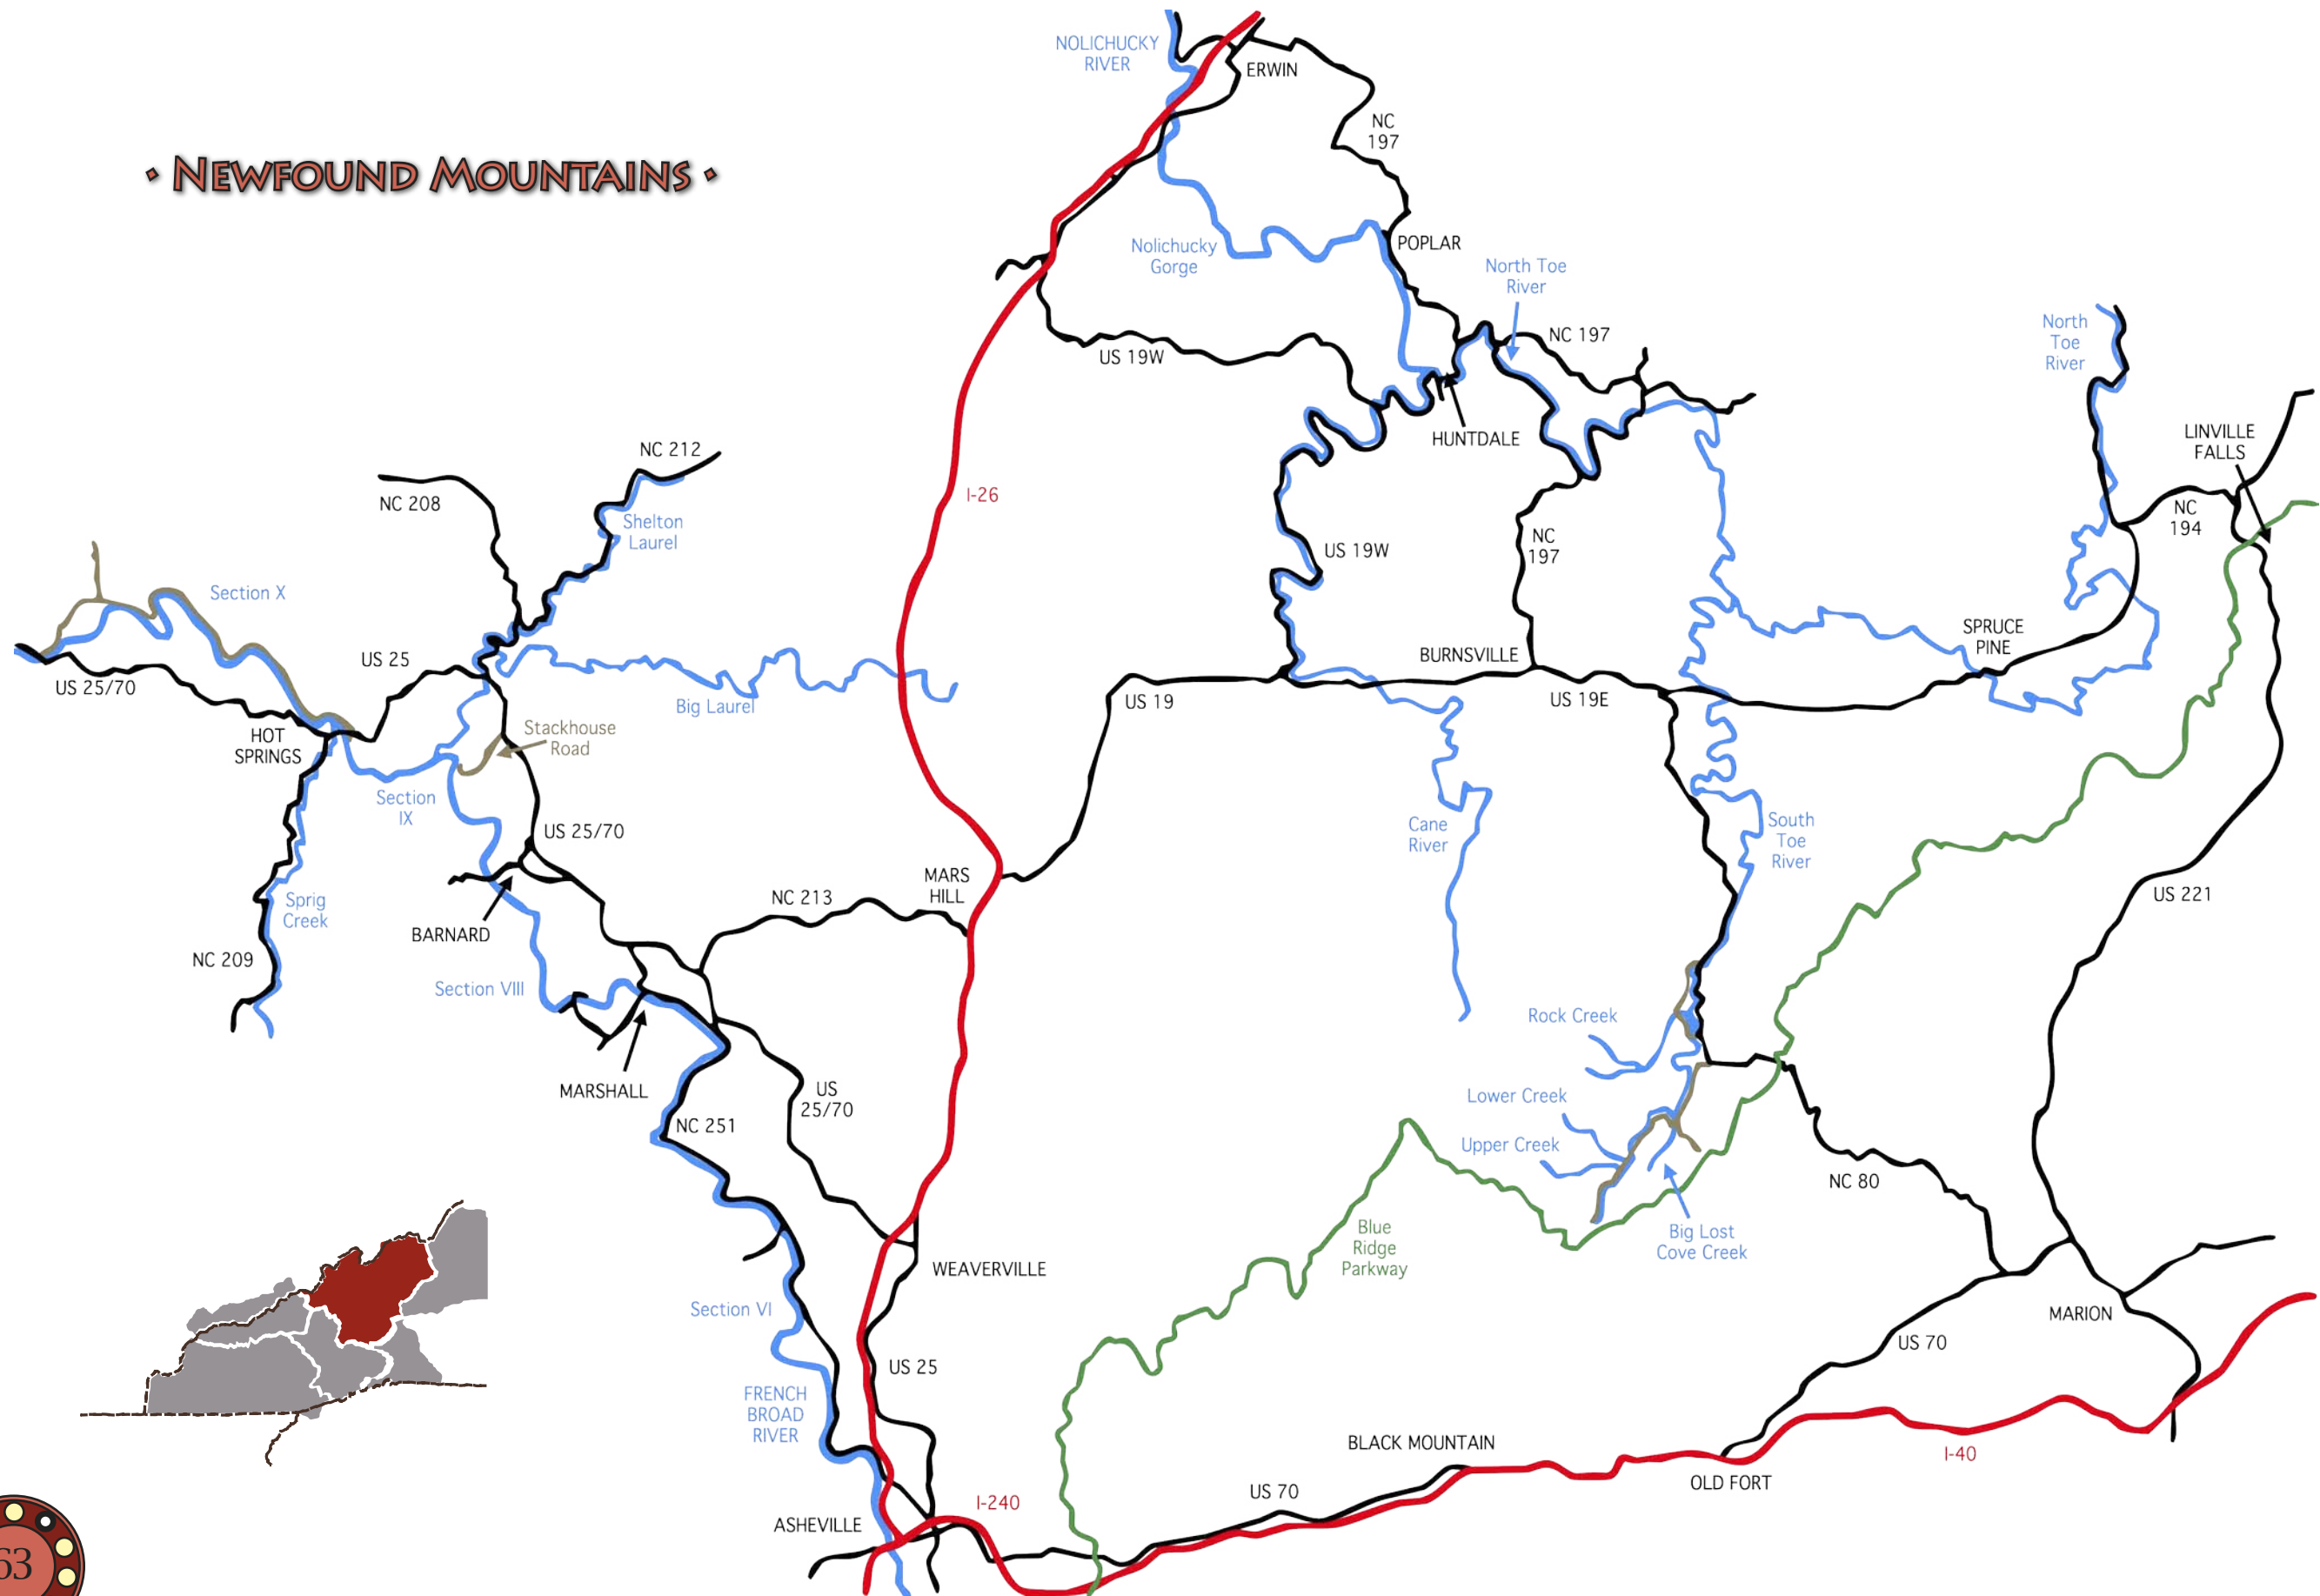 NOLICHUCKY
RIVER
ERWIN
NC
197
• NEWFOUND MOUNTAINS •
Nolichucky
Gorge
POPLAR
North Toe
River
NC 197
US 19W
North
Toe
River
HUNTDALE
LINVILLE
FALLS
NC 212
NC 208
I-26
Shelton
Laurel
NC
194
US 19W
NC
197
Section X
SPRUCE
PINE
US 25
BURNSVILLE
US 25/70
Big Laurel
US 19
US 19E
Stackhouse
Road
HOT
SPRINGS
Section
IX
US 25/70
Cane
River
South
Toe
River
MARS
HILL
NC 213
US 221
Sprig
Creek
BARNARD
NC 209
Section VIII
Rock Creek
MARSHALL
US
25/70
Lower Creek
NC 251
Upper Creek
NC 80
Blue
Ridge
Parkway
Big Lost
Cove Creek
WEAVERVILLE
Section VI
MARION
US 70
US 25
FRENCH
BROAD
RIVER
BLACK MOUNTAIN
I-40
OLD FORT
US 70
I-240
ASHEVILLE
63